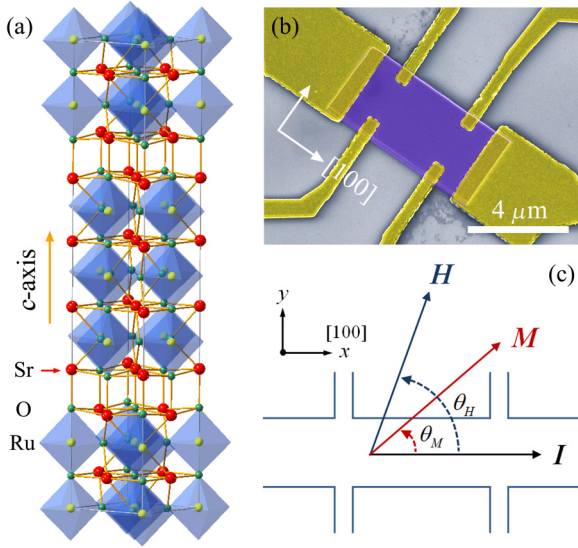 (a)
c-axis
Sr
O
Ru
(b)
[100]
4 μm
(c)
H
y
[100]
x
M
θH
θM
I